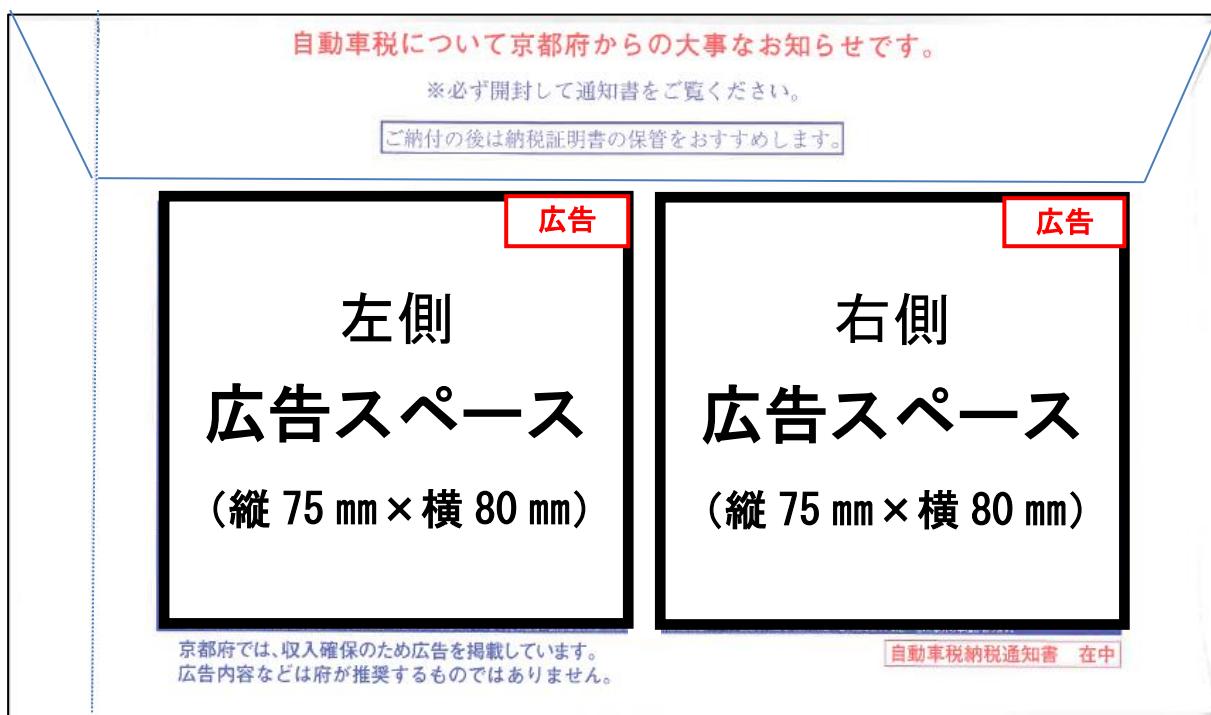 自動車税について京都府からの大事なお知らせです。
※必ず開封して通知書をご覧ください。
ご納付の後は納税証明書の保管をおすすめします。
広告
左側
広告スペース
(縦 75 ㎜×横 80 ㎜)
広告
右側
広告スペース
(縦 75 ㎜×横 80 ㎜)
京都府では、収入確保のため広告を掲載しています。
広告内容などは府が推奨するものではありません。
自動車税納税通知書 在中